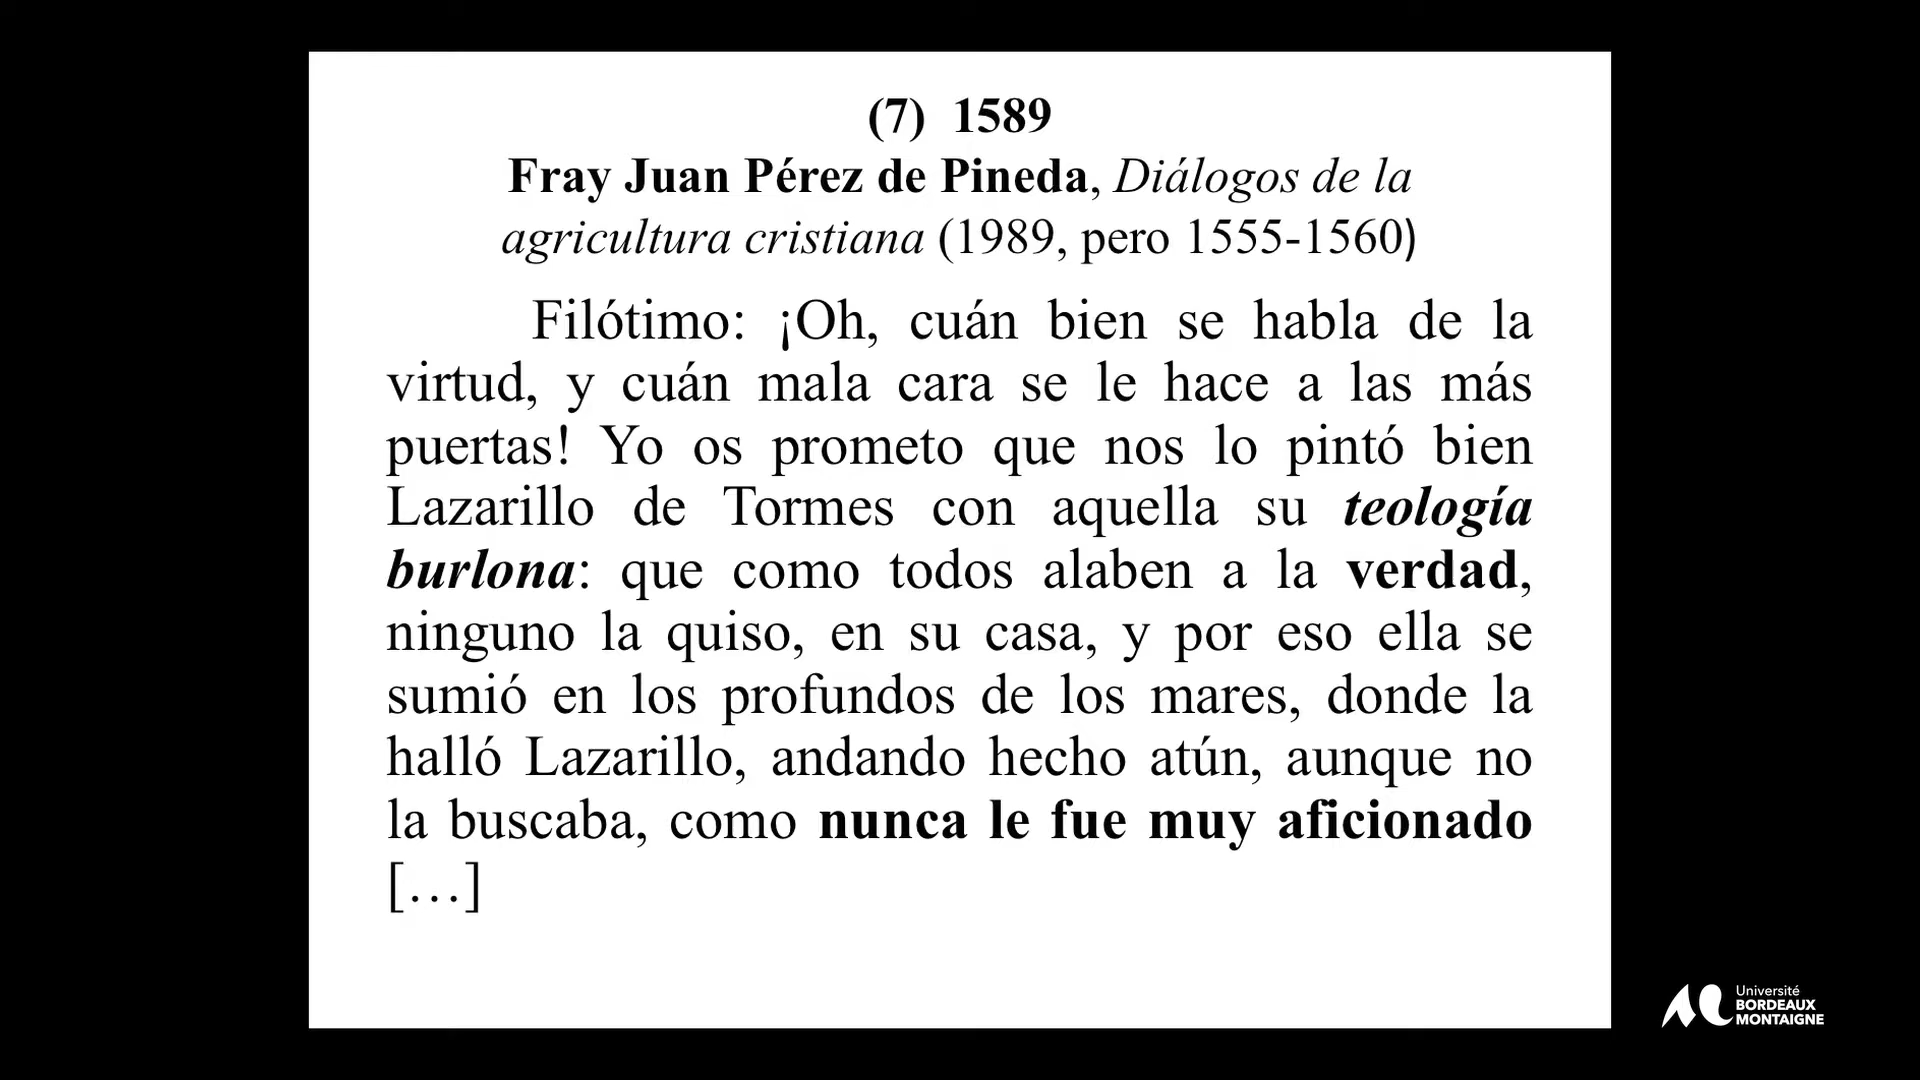 (7) 1589
Fray Juan Pérez de Pineda, Diálogos de la
agricultura cristiana (1989, pero 1555-1560)
Filótimo: ¡Oh, cuán bien se habla de la
virtud, y cuán mala cara se le hace a las más
puertas! Yo os prometo que nos lo pintó bien
Lazarillo de Tormes con aquella su teología
burlona: que como todos alaben a la verdad,
ninguno la quiso, en su casa, y por eso ella se
sumió en los profundos de los mares, donde la
halló Lazarillo, andando hecho atún, aunque no
la buscaba, como nunca le fue muy aficionado
[…]
Université
BORDEAUX
MONTAIGNE